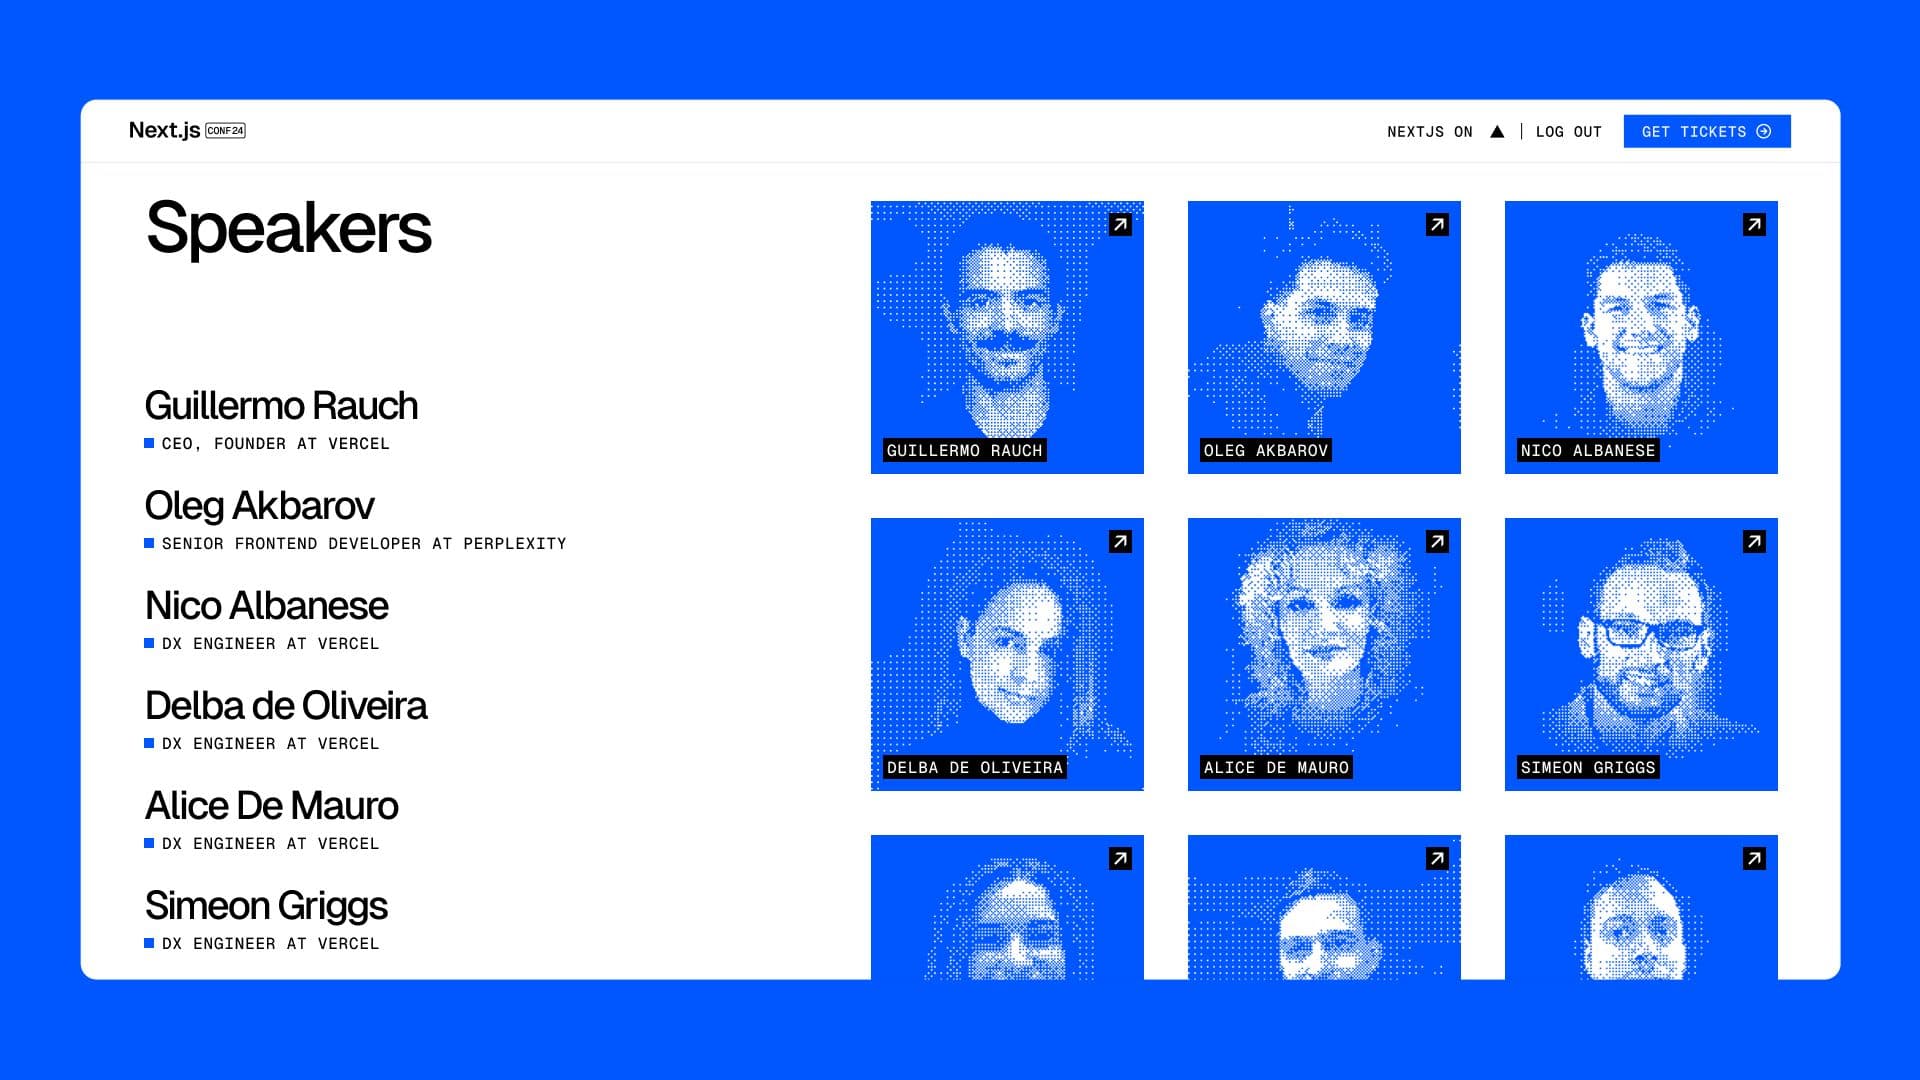 Next.js CONF24
NEXTJS ON ▲ | LOG OUT GET TICKETS
Speakers
Guillermo Rauch
CEO, FOUNDER AT VERCEL
Oleg Akbarov
SENIOR FRONTEND DEVELOPER AT PERPLEXITY
Nico Albanese
DX ENGINEER AT VERCEL
Delba de Oliveira
DX ENGINEER AT VERCEL
Alice De Mauro
DX ENGINEER AT VERCEL
Simeon Griggs
DX ENGINEER AT VERCEL
GUILLERMO RAUCH
OLEG AKBAROV
NICO ALBANESE
DELBA DE OLIVEIRA
ALICE DE MAURO
SIMEON GRIGGS